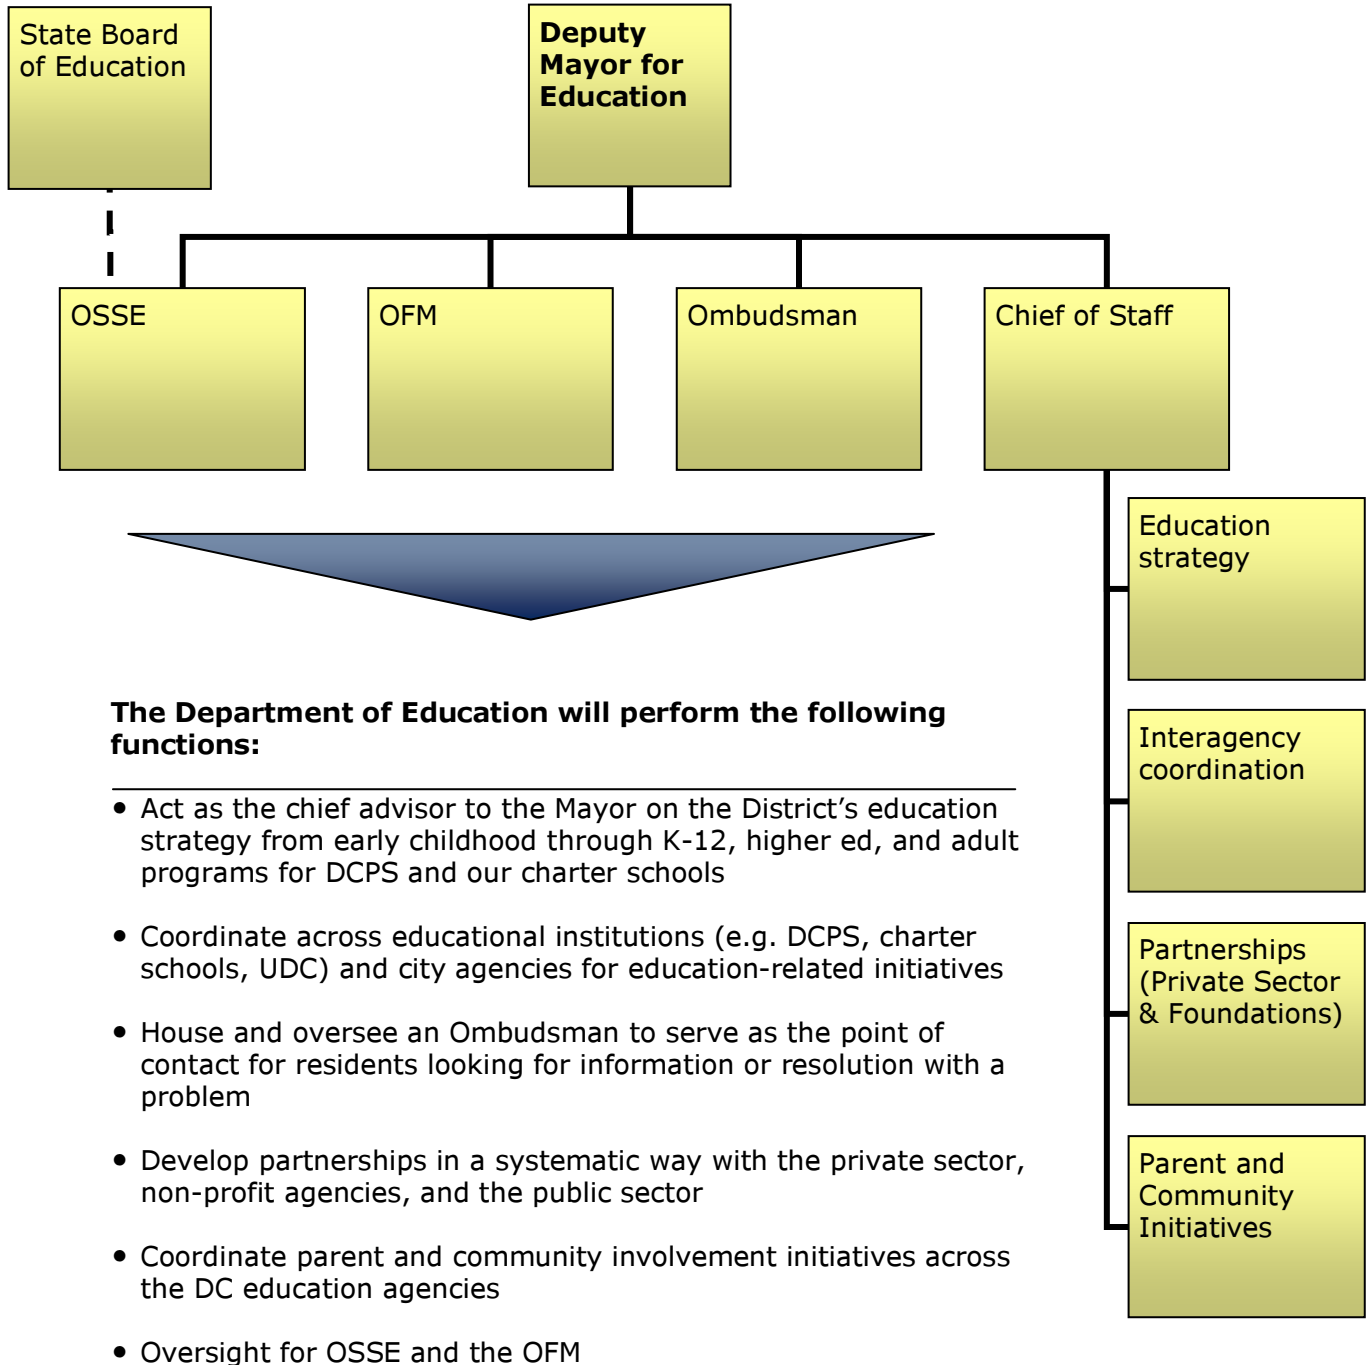 State Board
of Education
Deputy
Mayor for
Education
OSSE
OFM
Ombudsman
Chief of Staff
Education
strategy
Interagency
coordination
Partnerships
(Private Sector
& Foundations)
Parent and
Community
Initiatives
The Department of Education will perform the following
functions:
• Act as the chief advisor to the Mayor on the District’s education
strategy from early childhood through K-12, higher ed, and adult
programs for DCPS and our charter schools
• Coordinate across educational institutions (e.g. DCPS, charter
schools, UDC) and city agencies for education-related initiatives
• House and oversee an Ombudsman to serve as the point of
contact for residents looking for information or resolution with a
problem
• Develop partnerships in a systematic way with the private sector,
non-profit agencies, and the public sector
• Coordinate parent and community involvement initiatives across
the DC education agencies
• Oversight for OSSE and the OFM